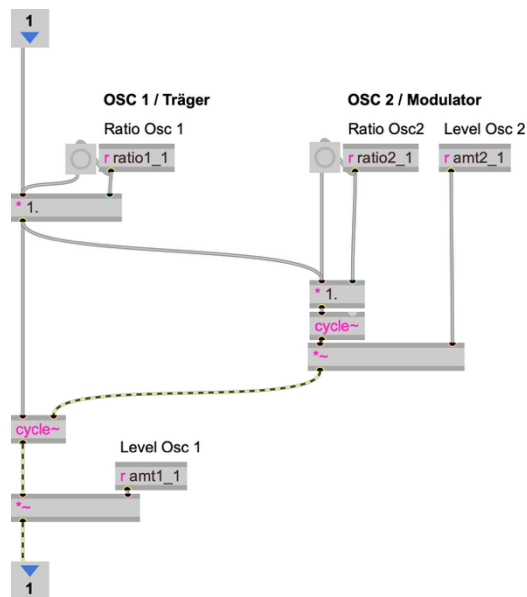 1
OSC 1 / Träger
OSC 2 / Modulator
Ratio Osc 1
Ratio Osc2
Level Osc 2
r ratio1_1
r ratio2_1
r amt2_1
* 1.
* 1.
cycle~
*~
cycle~
Level Osc 1
r amt1_1
*~
1